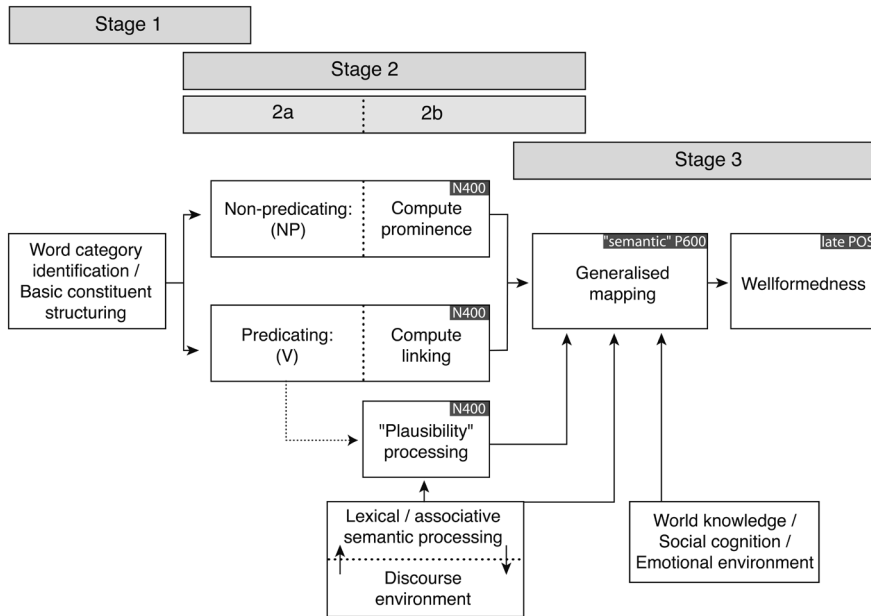 Stage 1
Stage 2
2a
2b
Stage 3
N400
Non-predicating:
(NP)
Compute
prominence
Word category
identification /
Basic constituent
structuring
"semantic" P600
Generalised
mapping
late POS
Wellformedness
N400
Predicating:
(V)
Compute
linking
N400
"Plausibility"
processing
Lexical / associative
semantic processing
Discourse
environment
World knowledge /
Social cognition /
Emotional environment